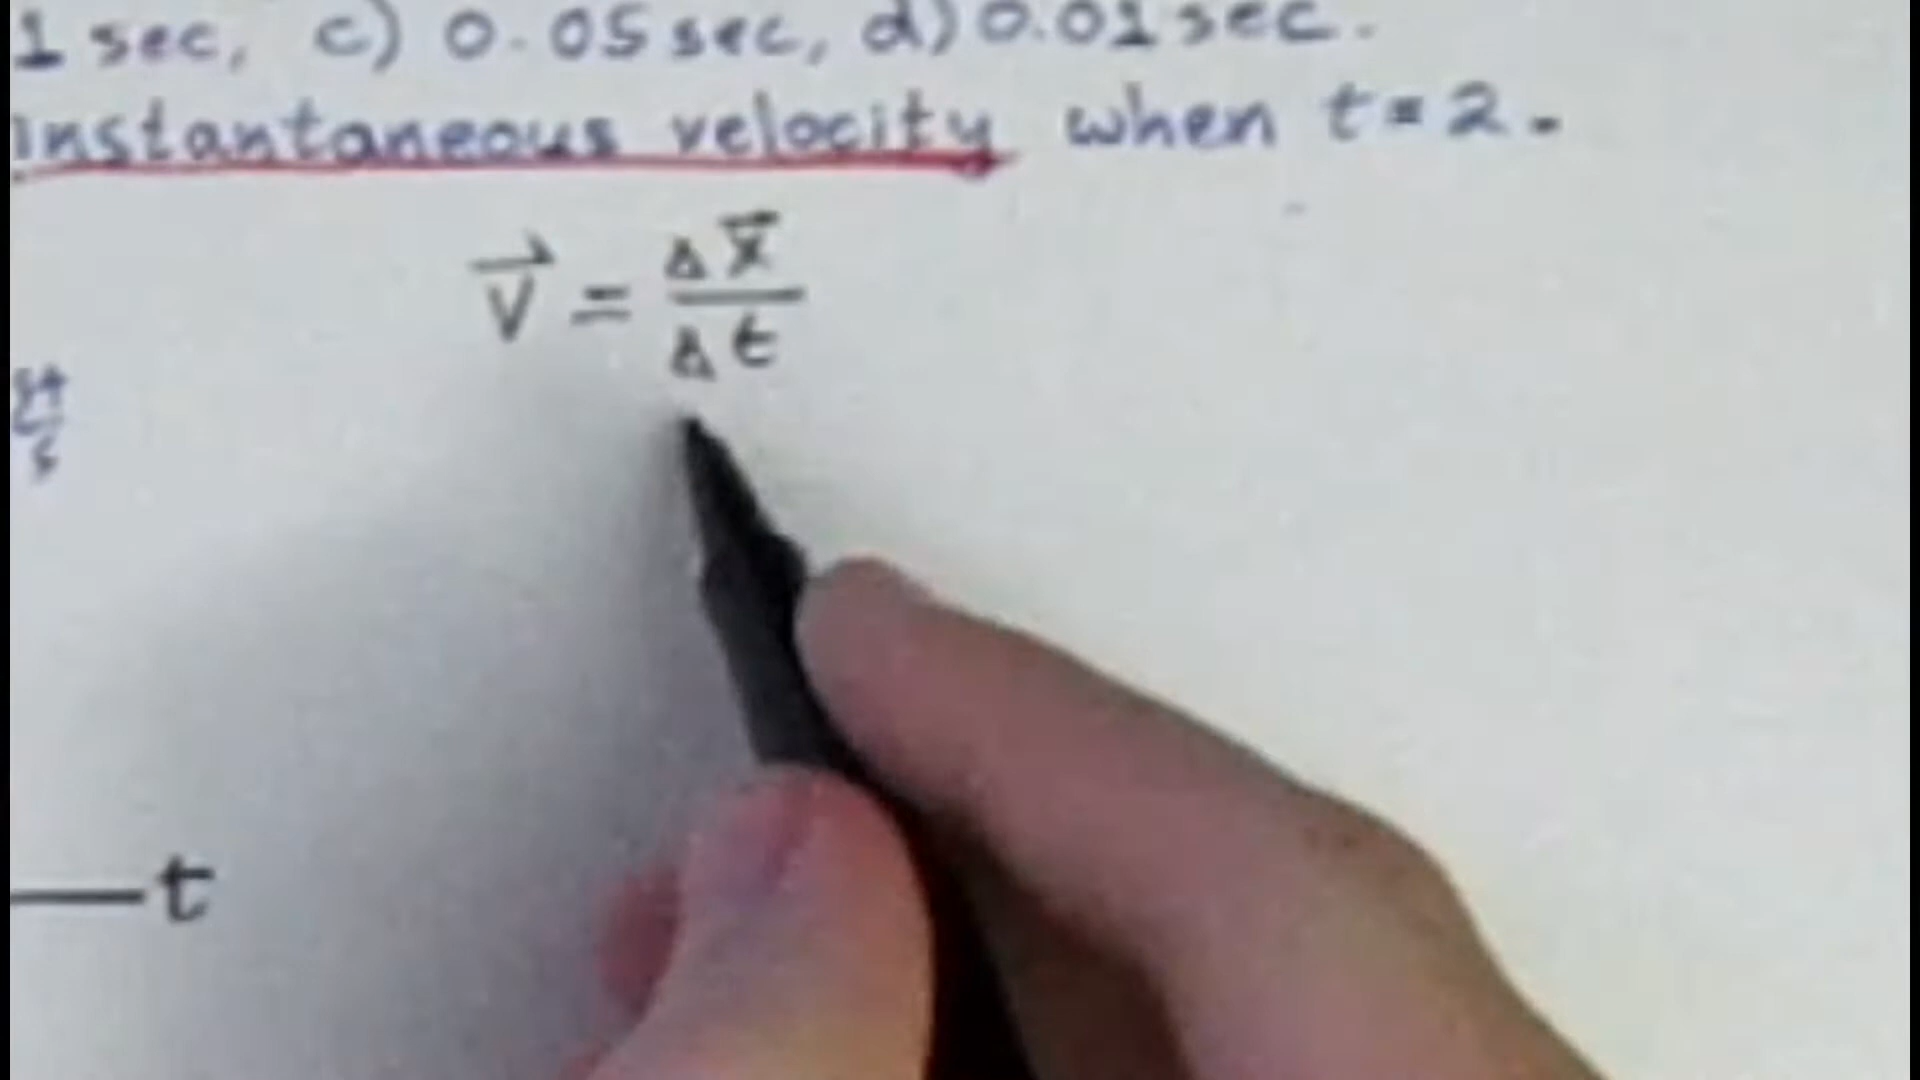 1 sec, c) 0.05 sec, d) 0.01 sec.
instantaneous velocity when t=2.
v⃗ = Δx⃗ / Δt
t